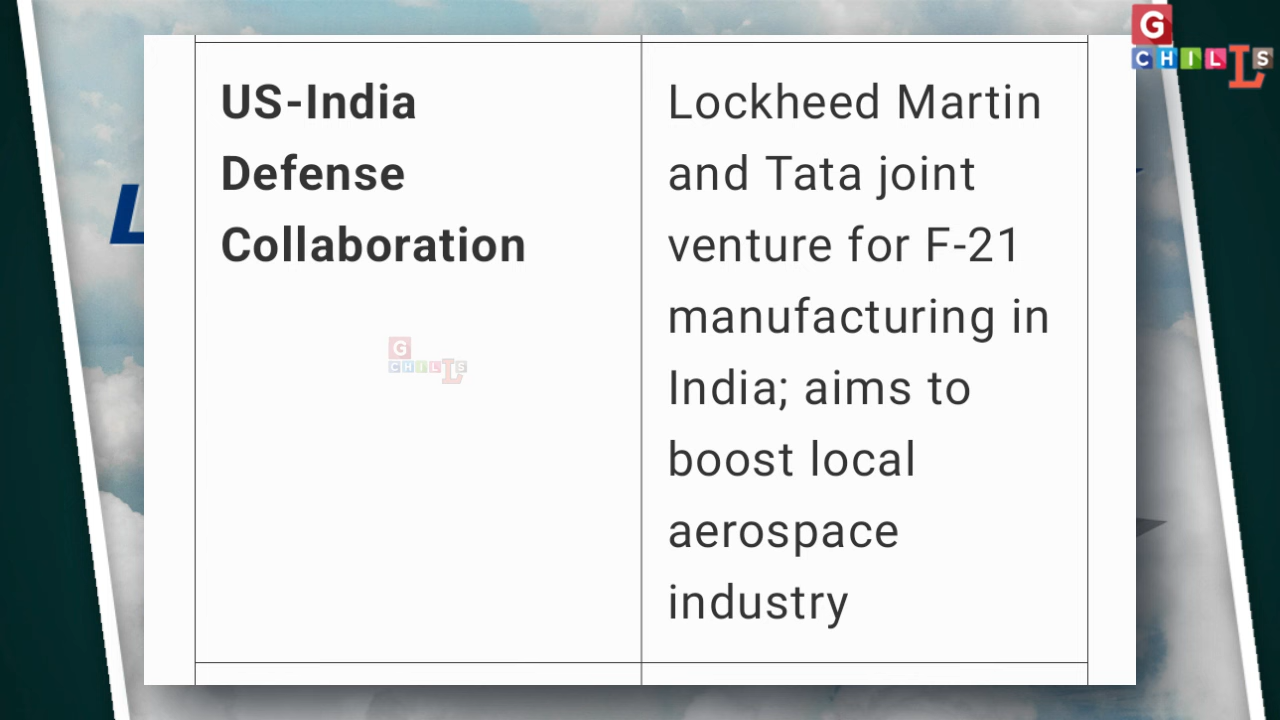 US-India
Defense
Collaboration
Lockheed Martin
and Tata joint
venture for F-21
manufacturing in
India; aims to
boost local
aerospace
industry
G
CHILLS
G
CHILLS
L